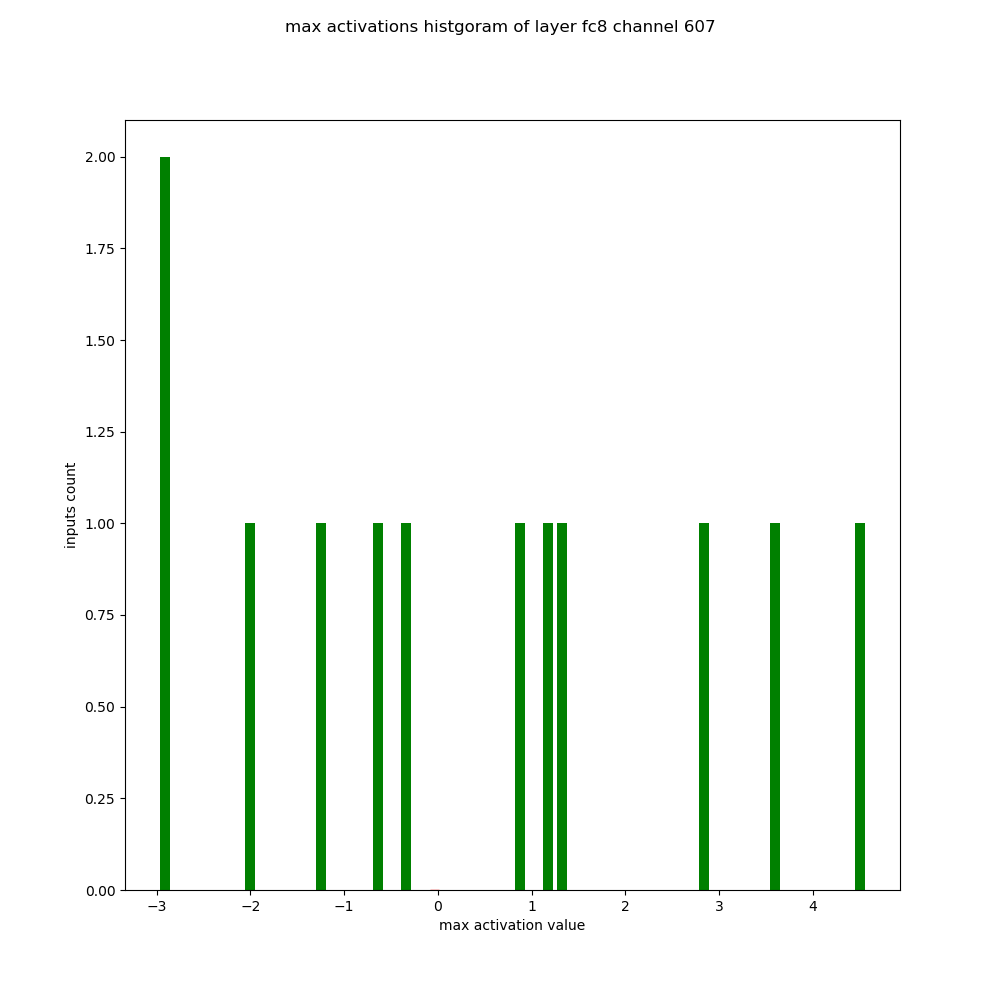 max activations histgoram of layer fc8 channel 607
2.00
1.75
1.50
1.25
1.00
0.75
0.50
0.25
0.00
inputs count
−3 −2 −1 0 1 2 3 4
max activation value